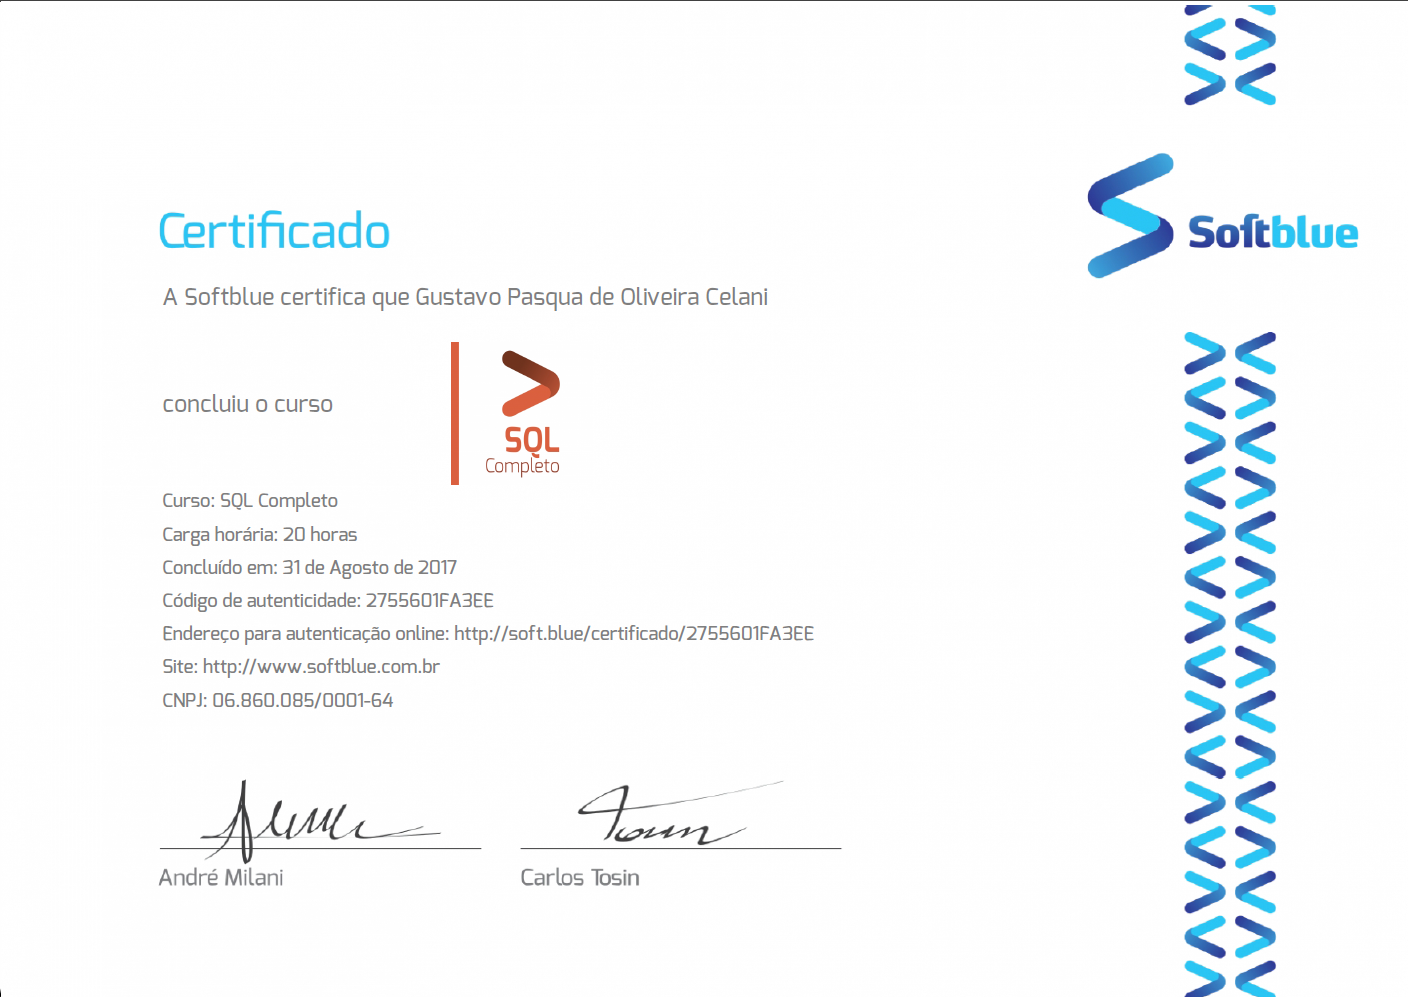 Certificado
Softblue
A Softblue certifica que Gustavo Pasqua de Oliveira Celani
concluiu o curso
SQL
Completo
Curso: SQL Completo
Carga horária: 20 horas
Concluído em: 31 de Agosto de 2017
Código de autenticidade: 2755601FA3EE
Endereço para autenticação online: http://soft.blue/certificado/2755601FA3EE
Site: http://www.softblue.com.br
CNPJ: 06.860.085/0001-64
André Milani
Carlos Tosin